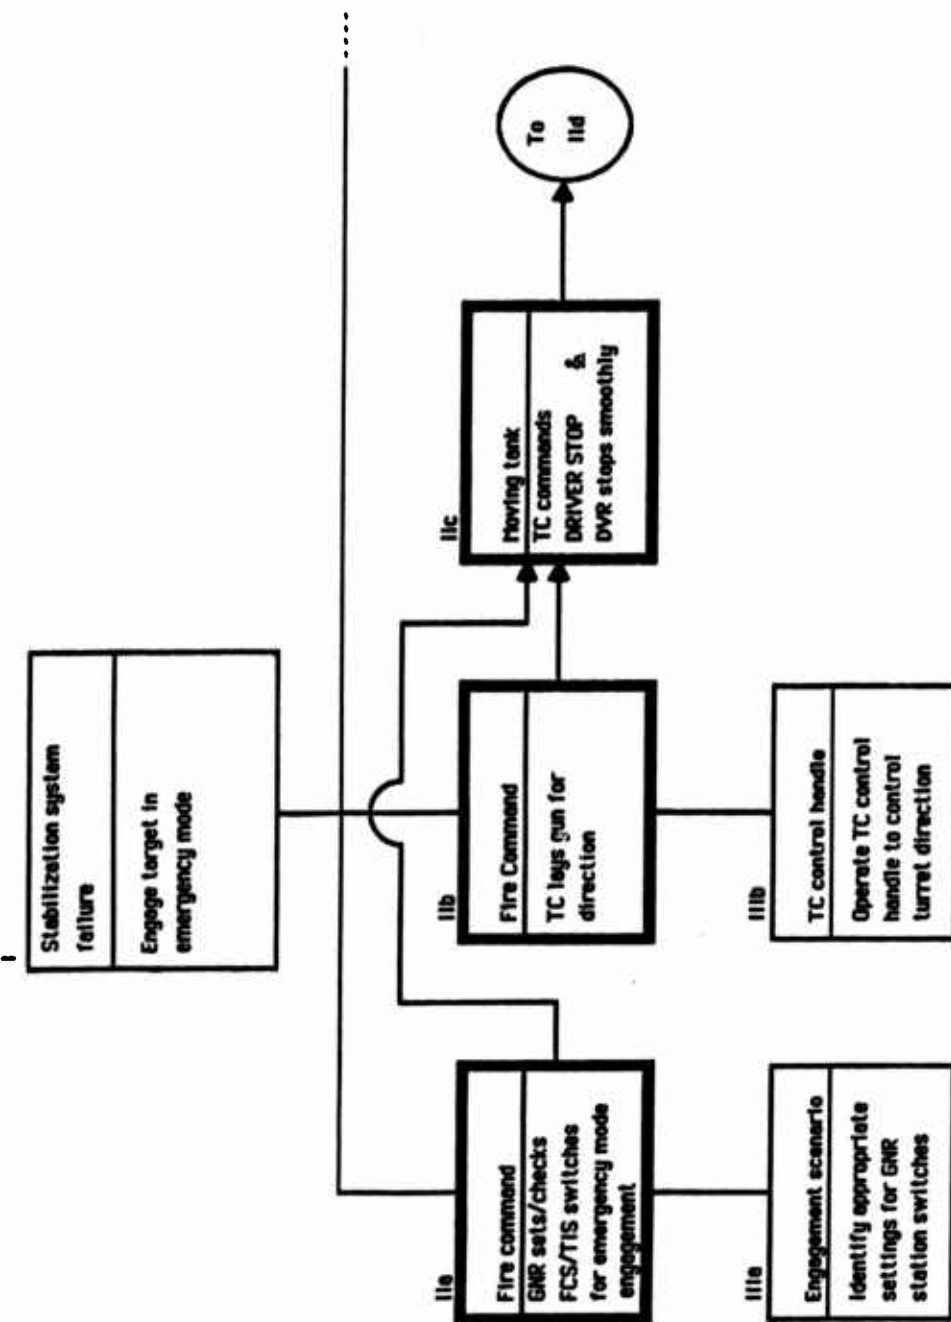 Stabilization system
failure
Engage target in
emergency mode
IIa
Fire command
GNR sets/checks
FCS/TIS switches
for emergency mode
engagement
IIb
Fire Command
TC lays gun for
direction
IIc
Moving tank
TC commands
DRIVER STOP &
DVR stops smoothly
To
IId
IIIa
Engagement scenario
Identify appropriate
settings for GNR
station switches
IIIb
TC control handle
Operate TC control
handle to control
turret direction